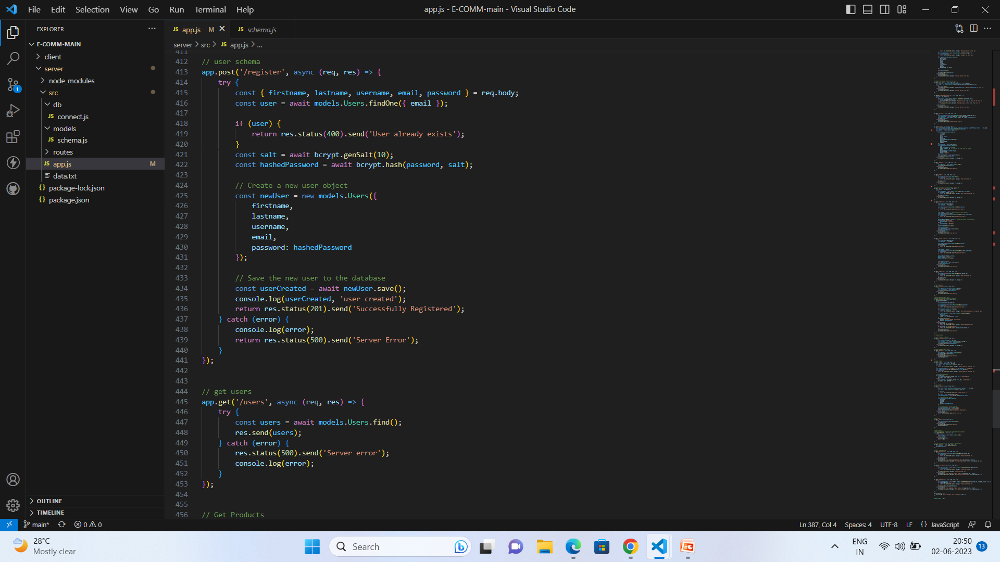 File Edit Selection View Go Run Terminal Help
app.js - E-COMM-main - Visual Studio Code
EXPLORER
E-COMM-MAIN
client
server
node_modules
src
db
JS connect.js
models
JS schema.js
routes
JS app.js M
data.txt
{} package-lock.json
{} package.json
OUTLINE
TIMELINE
1
JS app.js M
JS schema.js
server > src > JS app.js > ...
411
412 // user schema
413 app.post('/register', async (req, res) => {
414 try {
415 const { firstname, lastname, username, email, password } = req.body;
416 const user = await models.Users.findOne({ email });
417
418 if (user) {
419 return res.status(400).send('User already exists');
420 }
421 const salt = await bcrypt.genSalt(10);
422 const hashedPassword = await bcrypt.hash(password, salt);
423
424 // Create a new user object
425 const newUser = new models.Users({
426 firstname,
427 lastname,
428 username,
429 email,
430 password: hashedPassword
431 });
432
433 // Save the new user to the database
434 const userCreated = await newUser.save();
435 console.log(userCreated, 'user created');
436 return res.status(201).send('Successfully Registered');
437 } catch (error) {
438 console.log(error);
439 return res.status(500).send('Server Error');
440 }
441 });
442
443
444 // get users
445 app.get('/users', async (req, res) => {
446 try {
447 const users = await models.Users.find();
448 res.send(users);
449 } catch (error) {
450 res.status(500).send('Server error');
451 console.log(error);
452 }
453 });
454
455
456 // Get Products
main* 0 0
Ln 387, Col 4 Spaces: 4 UTF-8 LF {} JavaScript
28°C
Mostly clear
Search
ENG
IN
20:50
02-06-2023
13